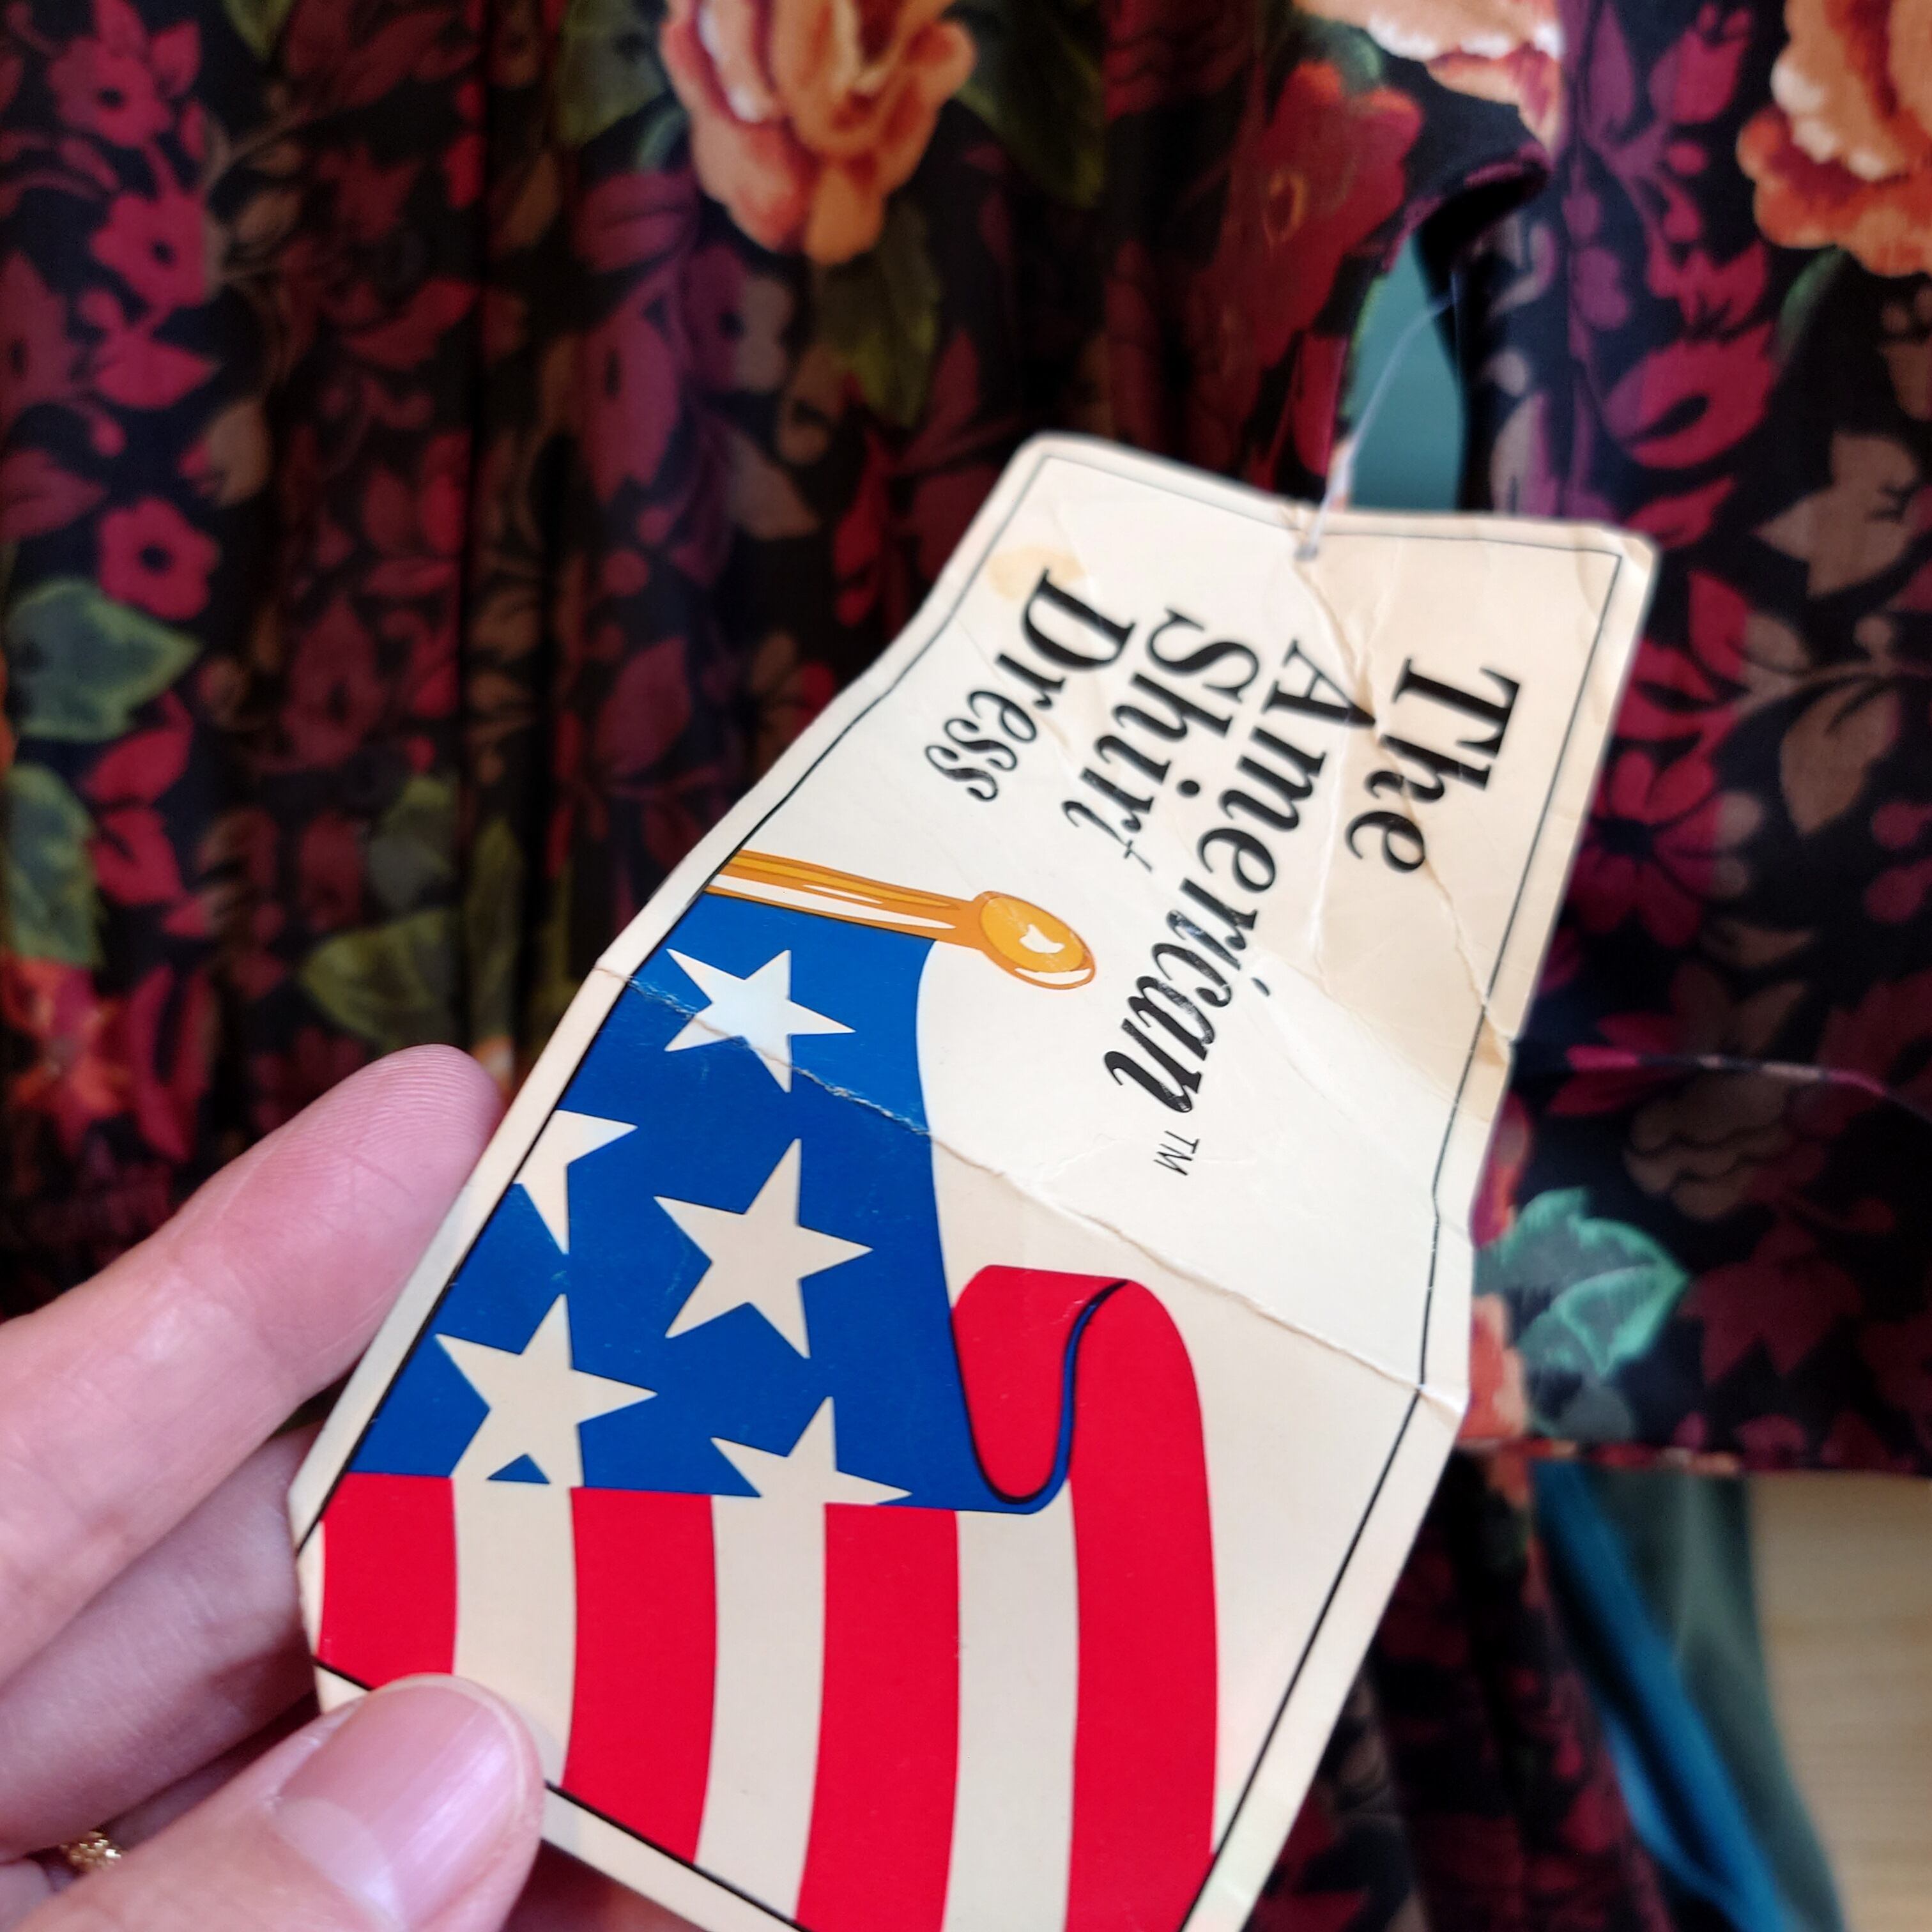 The
American™
Shirt
Dress